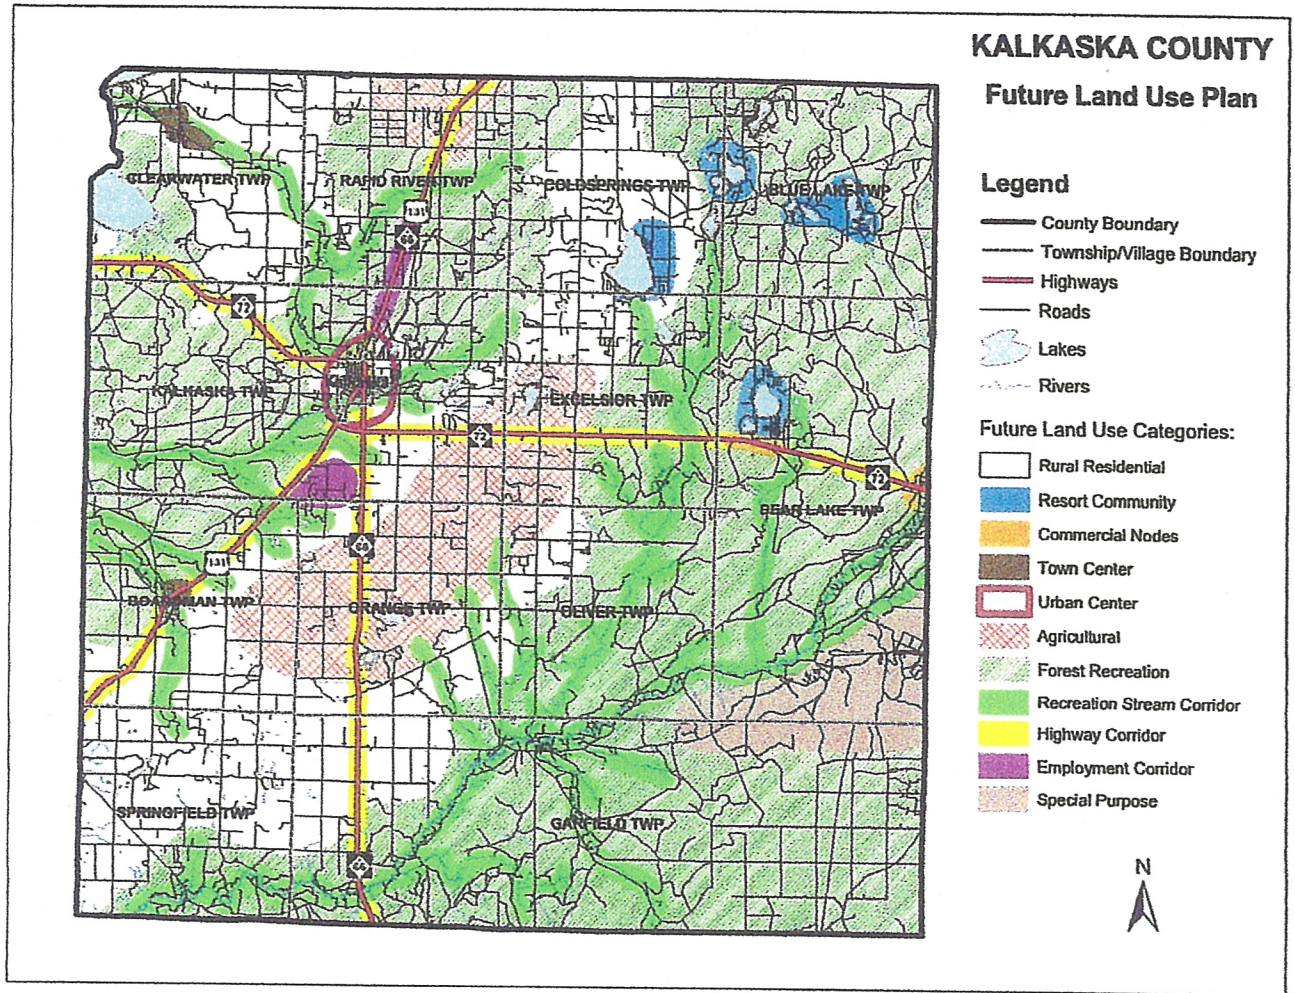 KALKASKA COUNTY
Future Land Use Plan
Legend
County Boundary
Township/Village Boundary
Highways
Roads
Lakes
Rivers
Future Land Use Categories:
Rural Residential
Resort Community
Commercial Nodes
Town Center
Urban Center
Agricultural
Forest Recreation
Recreation Stream Corridor
Highway Corridor
Employment Corridor
Special Purpose
N
CLEARWATER TWP
RAPID RIVER TWP
COLDSPRINGS TWP
BLUE LAKE TWP
131
66
72
KALKASKA TWP
EXCELSIOR TWP
72
72
BEAR LAKE TWP
66
131
BOARDMAN TWP
ORANGE TWP
OLIVER TWP
SPRINGFIELD TWP
GARFIELD TWP
66